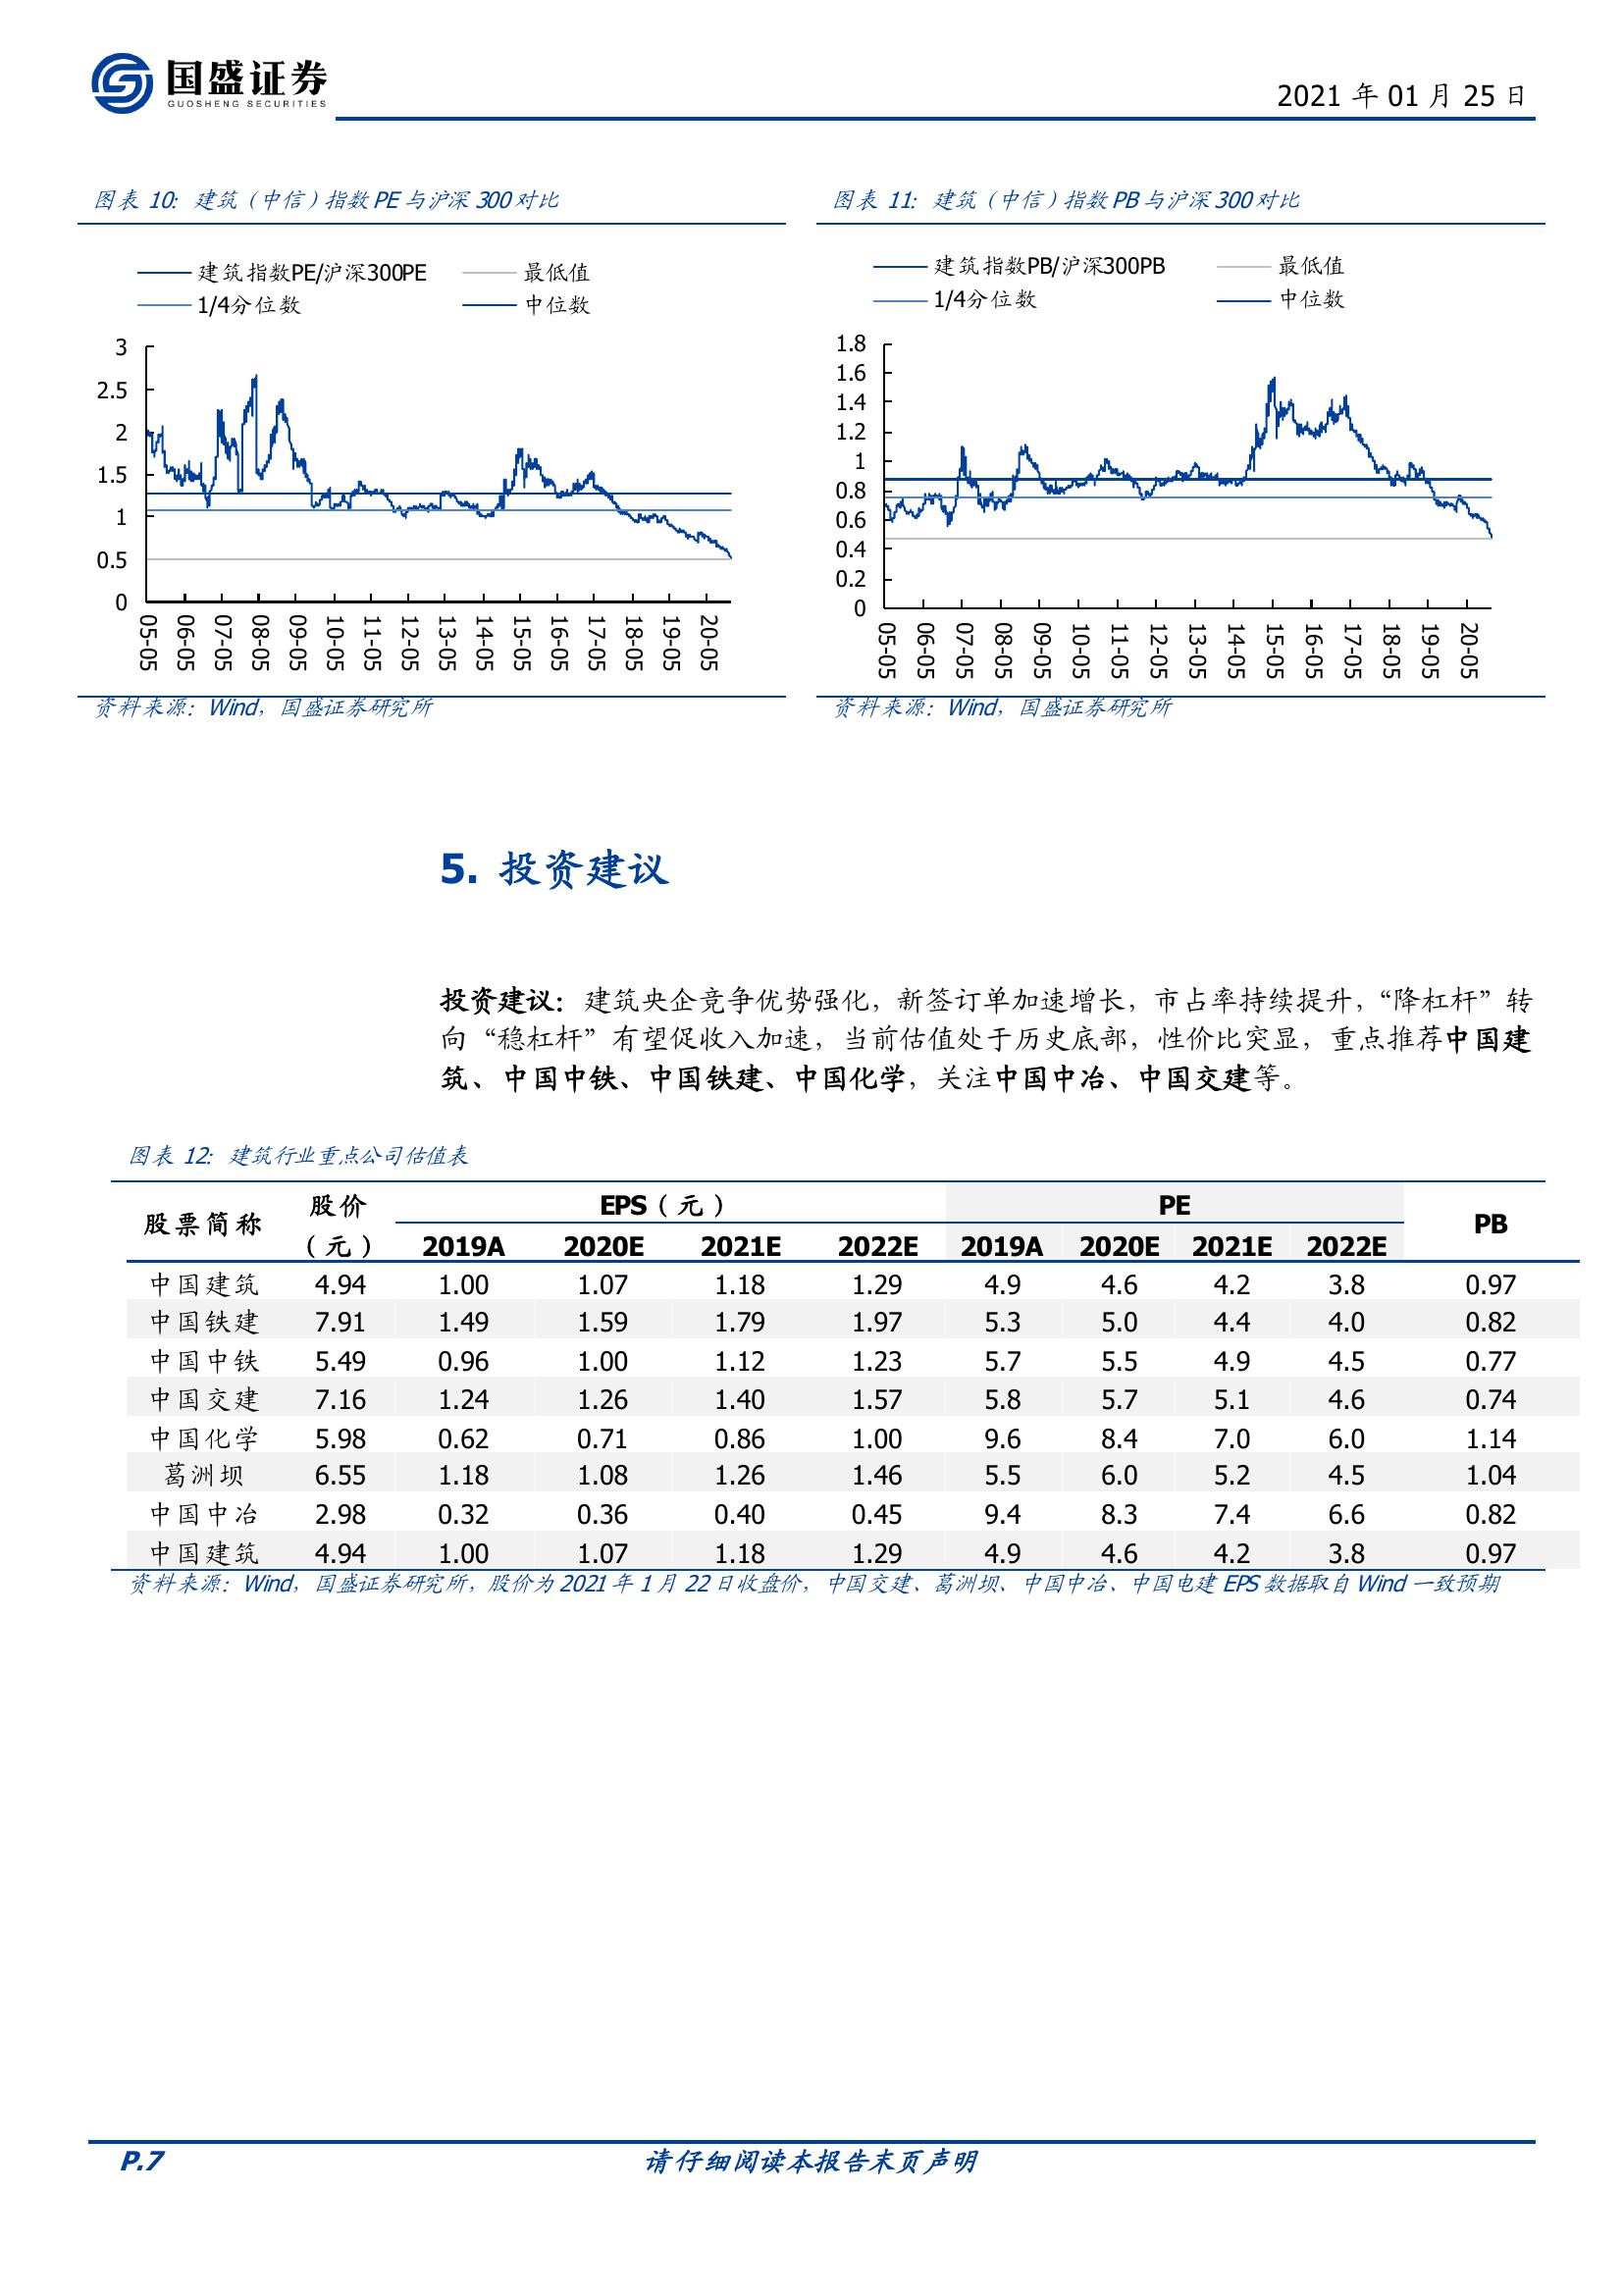 国盛证券
GUOSHENG SECURITIES
2021 年 01 月 25 日
图表 10：建筑（中信）指数 PE 与沪深 300 对比
建筑指数PE/沪深300PE 最低值
1/4分位数 中位数
3
2.5
2
1.5
1
0.5
0
05-05 06-05 07-05 08-05 09-05 10-05 11-05 12-05 13-05 14-05 15-05 16-05 17-05 18-05 19-05 20-05
资料来源：Wind，国盛证券研究所
图表 11：建筑（中信）指数 PB 与沪深 300 对比
建筑指数PB/沪深300PB 最低值
1/4分位数 中位数
1.8
1.6
1.4
1.2
1
0.8
0.6
0.4
0.2
0
05-05 06-05 07-05 08-05 09-05 10-05 11-05 12-05 13-05 14-05 15-05 16-05 17-05 18-05 19-05 20-05
资料来源：Wind，国盛证券研究所
5. 投资建议
投资建议：建筑央企竞争优势强化，新签订单加速增长，市占率持续提升，“降杠杆”转
向“稳杠杆”有望促收入加速，当前估值处于历史底部，性价比突显，重点推荐中国建
筑、中国中铁、中国铁建、中国化学，关注中国中冶、中国交建等。
图表 12：建筑行业重点公司估值表
股票简称 股价（元） EPS（元） PE PB
2019A 2020E 2021E 2022E 2019A 2020E 2021E 2022E
中国建筑 4.94 1.00 1.07 1.18 1.29 4.9 4.6 4.2 3.8 0.97
中国铁建 7.91 1.49 1.59 1.79 1.97 5.3 5.0 4.4 4.0 0.82
中国中铁 5.49 0.96 1.00 1.12 1.23 5.7 5.5 4.9 4.5 0.77
中国交建 7.16 1.24 1.26 1.40 1.57 5.8 5.7 5.1 4.6 0.74
中国化学 5.98 0.62 0.71 0.86 1.00 9.6 8.4 7.0 6.0 1.14
葛洲坝 6.55 1.18 1.08 1.26 1.46 5.5 6.0 5.2 4.5 1.04
中国中冶 2.98 0.32 0.36 0.40 0.45 9.4 8.3 7.4 6.6 0.82
中国建筑 4.94 1.00 1.07 1.18 1.29 4.9 4.6 4.2 3.8 0.97
资料来源：Wind，国盛证券研究所，股价为 2021 年 1 月 22 日收盘价，中国交建、葛洲坝、中国中冶、中国电建 EPS 数据取自 Wind 一致预期
P.7 请仔细阅读本报告末页声明